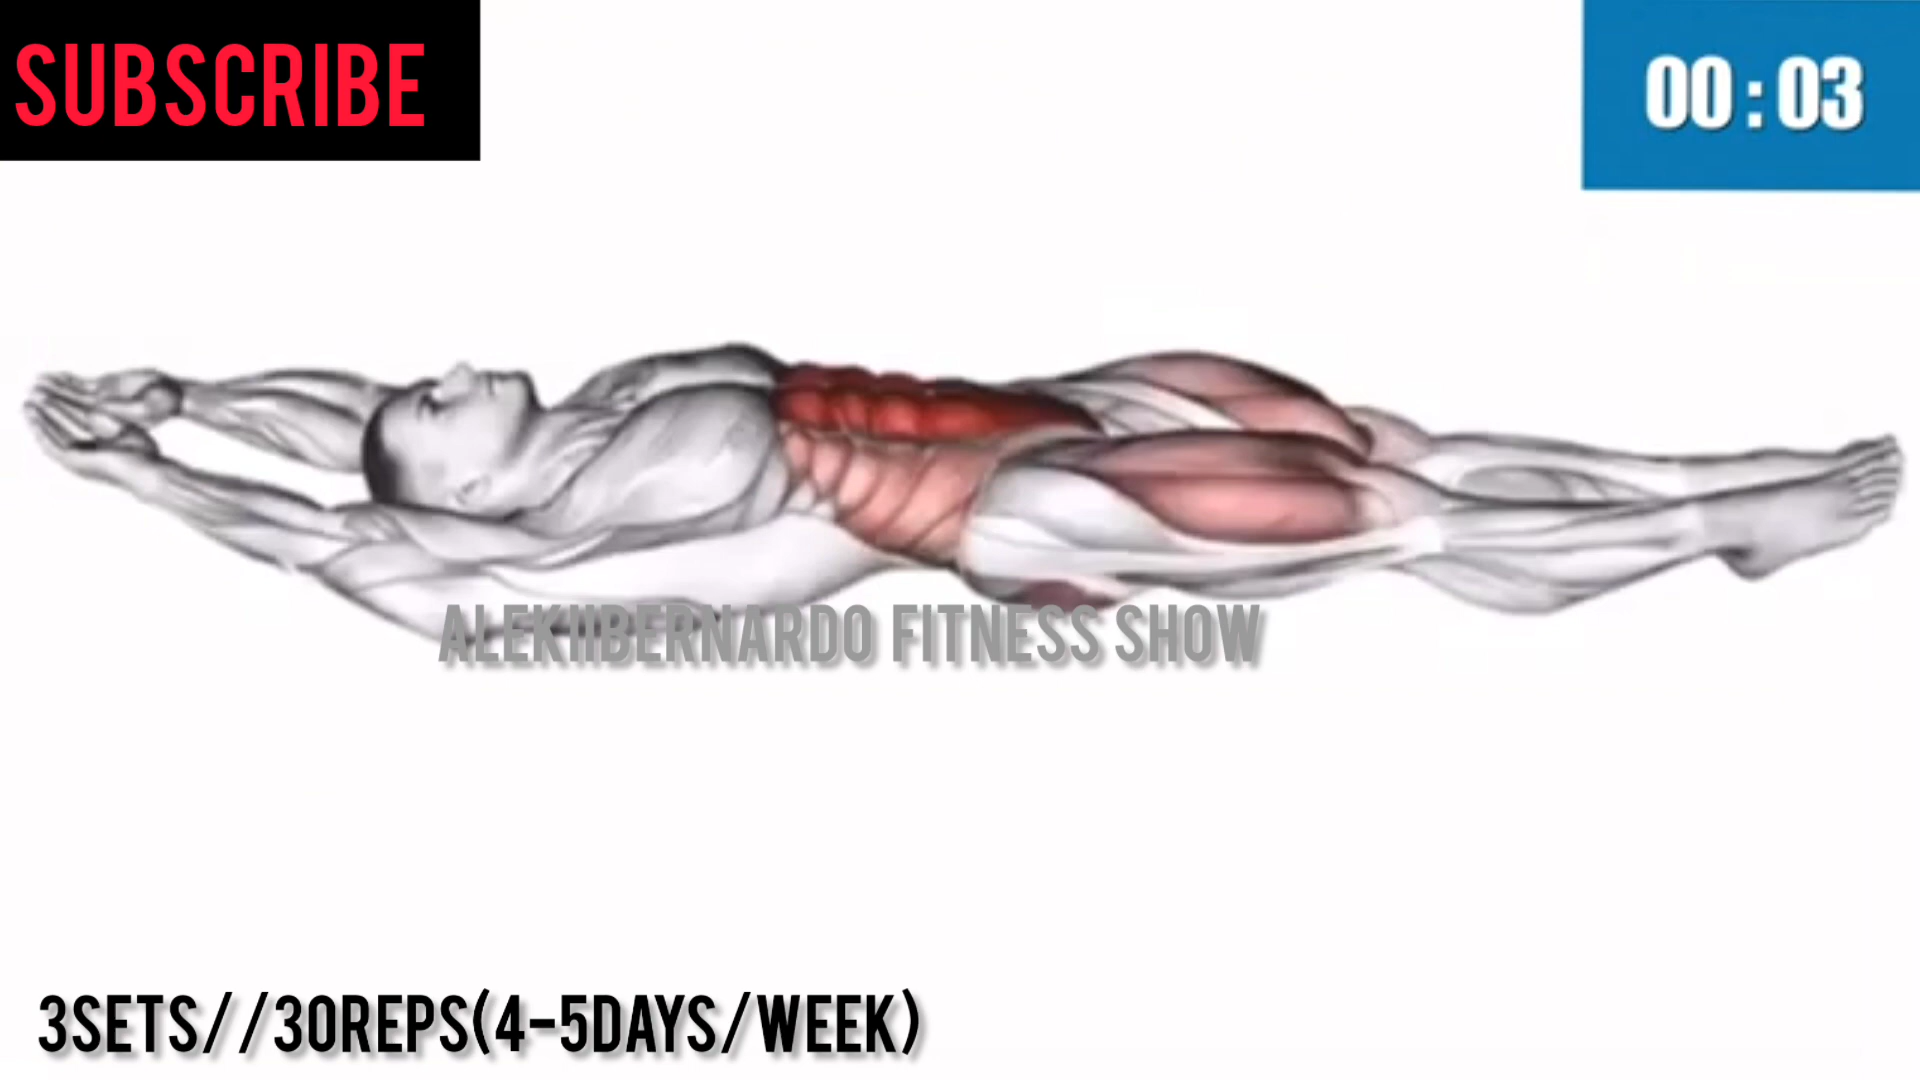 SUBSCRIBE
00:03
ALEKIIBERNARDO FITNESS SHOW
3SETS//30REPS(4-5DAYS/WEEK)